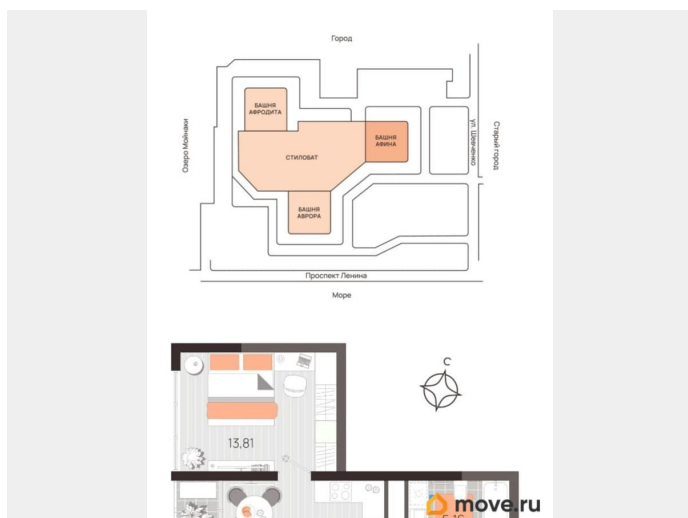 Город
БАШНЯ
АФРОДИТА
Озеро Мойнаки
СТИЛОБАТ
БАШНЯ
АФИНА
ул. Шевченко
Старый город
БАШНЯ
АВРОРА
Проспект Ленина
Море
С
13,81
move.ru